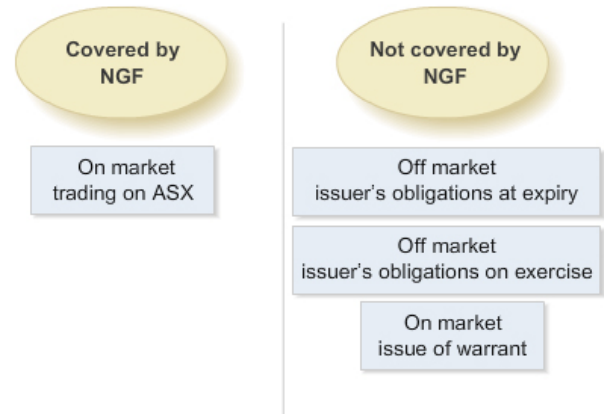 Covered by
NGF
On market
trading on ASX
Not covered by
NGF
Off market
issuer's obligations at expiry
Off market
issuer's obligations on exercise
On market
issue of warrant